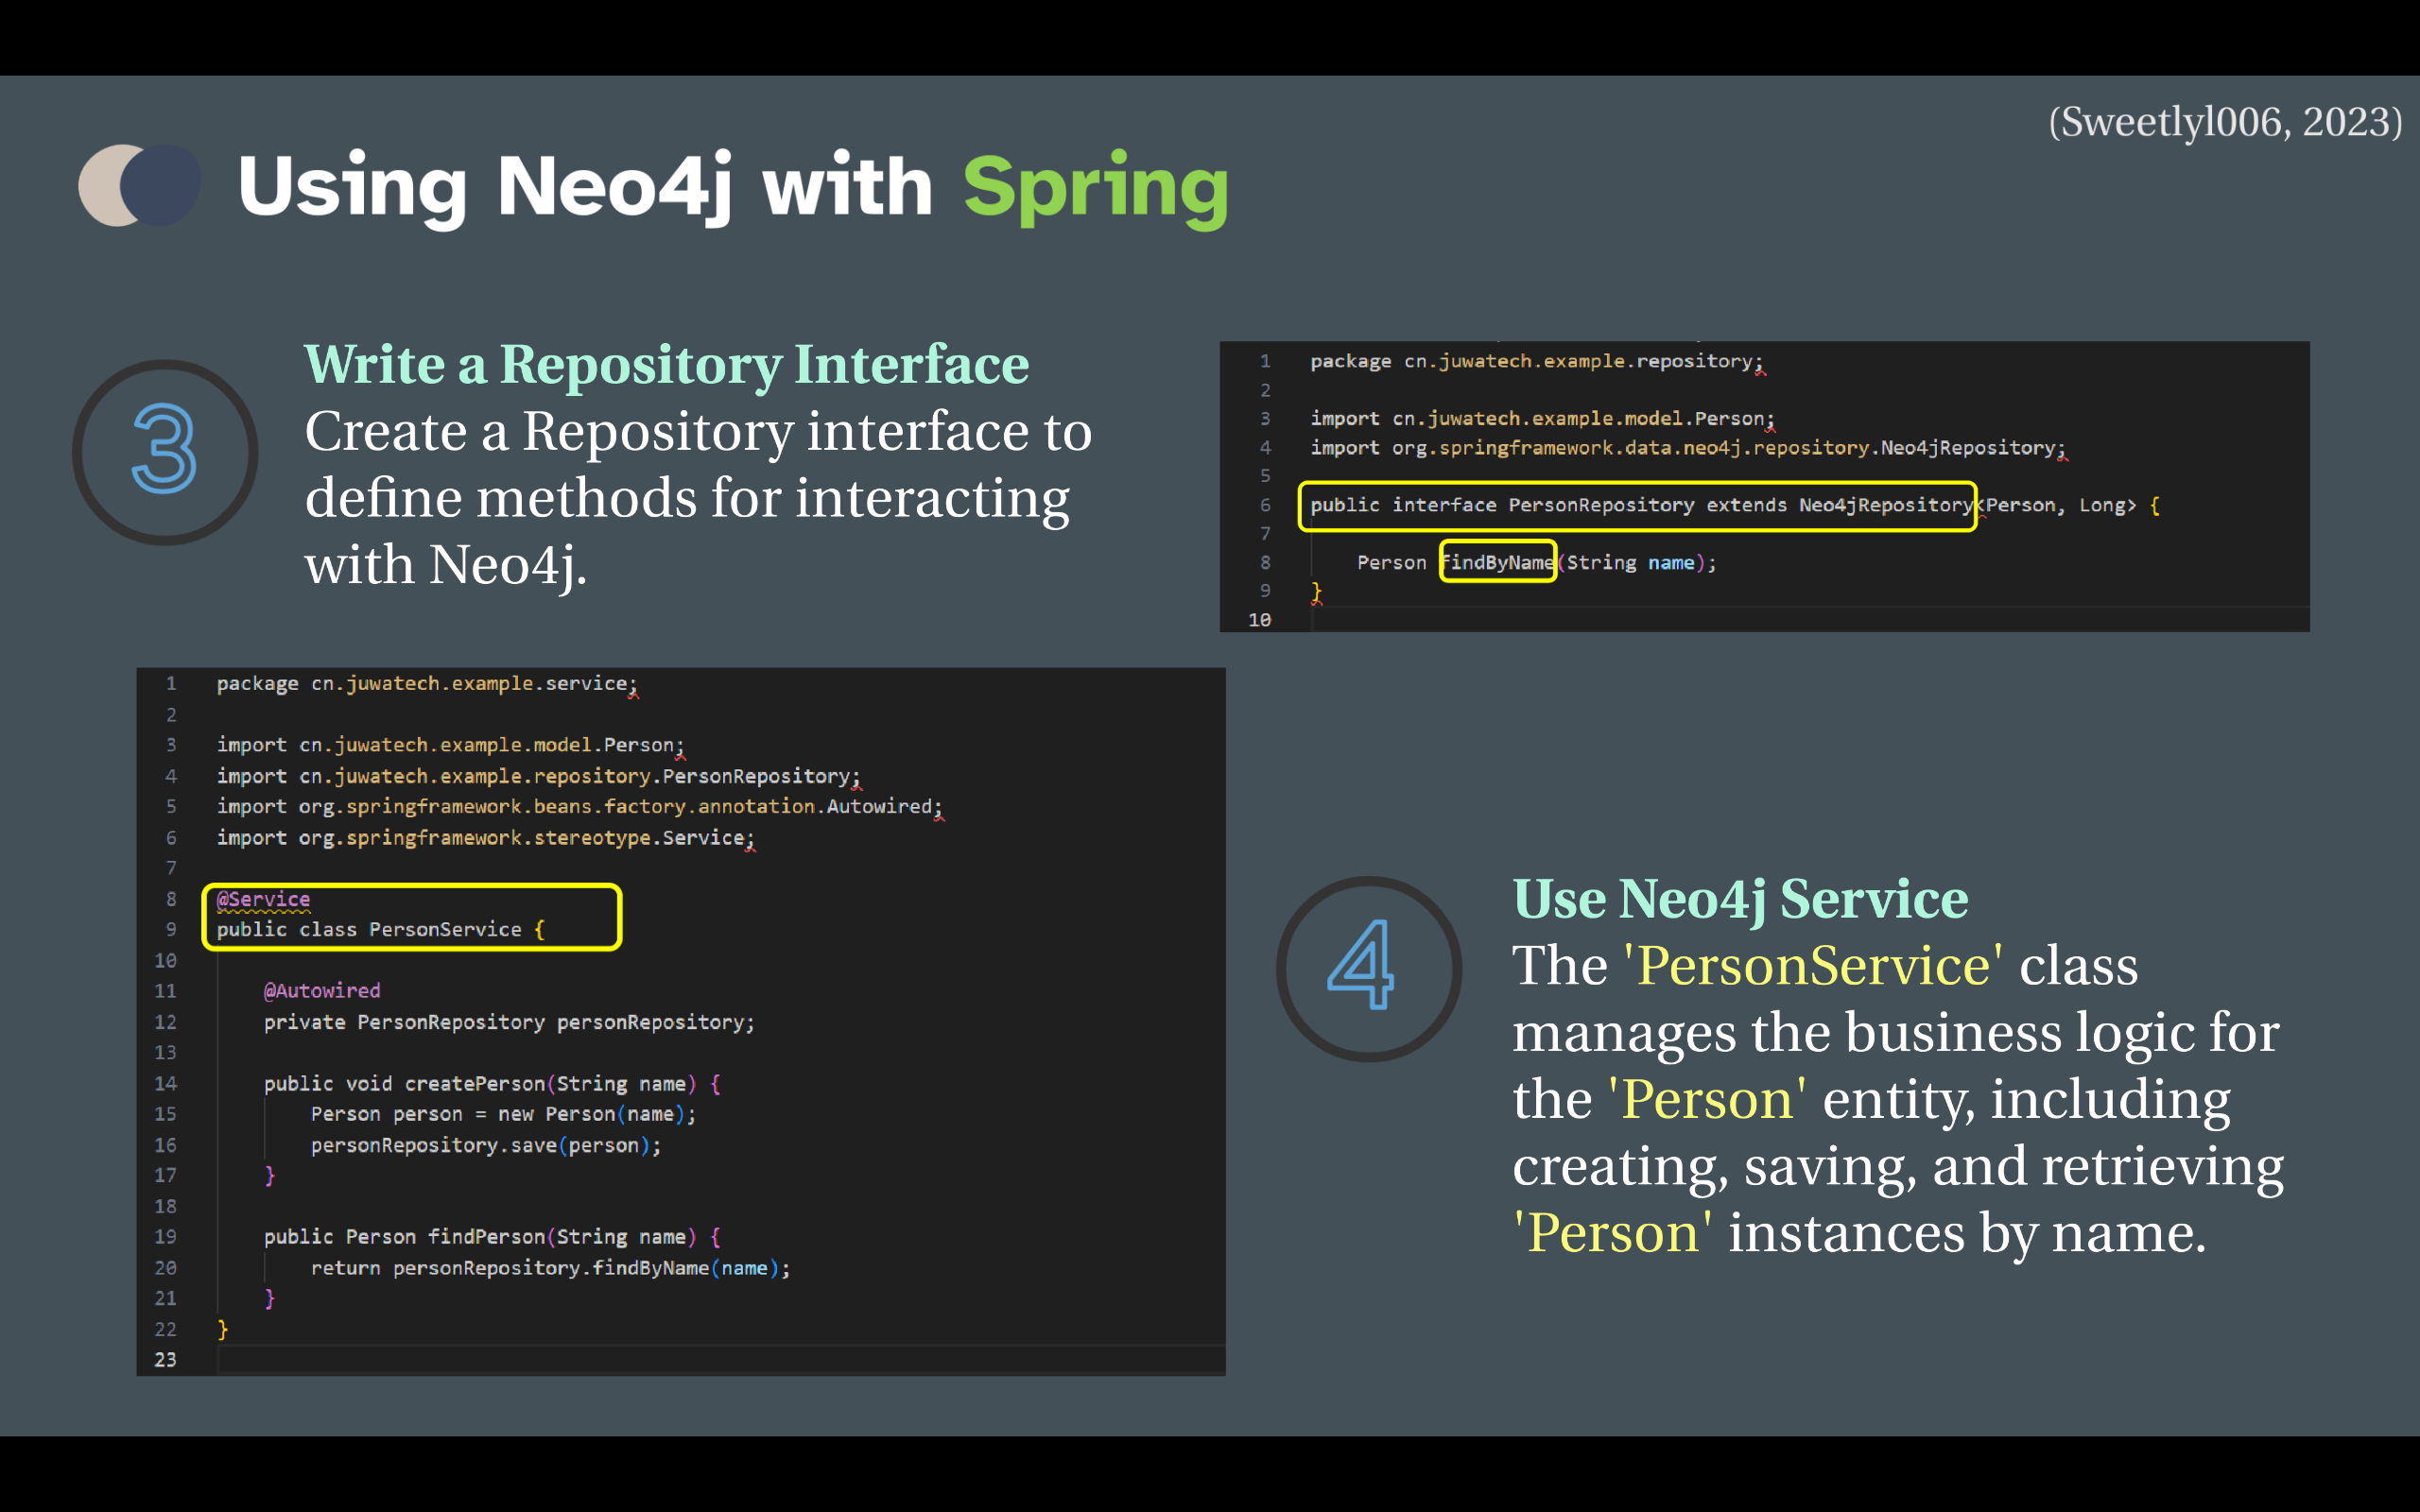 (Sweetlyl006, 2023)
Using Neo4j with Spring
3
Write a Repository Interface
Create a Repository interface to
define methods for interacting
with Neo4j.
1 package cn.juwatech.example.repository;
2
3 import cn.juwatech.example.model.Person;
4 import org.springframework.data.neo4j.repository.Neo4jRepository;
5
6 public interface PersonRepository extends Neo4jRepository<Person, Long> {
7
8 Person findByName(String name);
9 }
10
1 package cn.juwatech.example.service;
2
3 import cn.juwatech.example.model.Person;
4 import cn.juwatech.example.repository.PersonRepository;
5 import org.springframework.beans.factory.annotation.Autowired;
6 import org.springframework.stereotype.Service;
7
8 @Service
9 public class PersonService {
10
11 @Autowired
12 private PersonRepository personRepository;
13
14 public void createPerson(String name) {
15 Person person = new Person(name);
16 personRepository.save(person);
17 }
18
19 public Person findPerson(String name) {
20 return personRepository.findByName(name);
21 }
22 }
23
4
Use Neo4j Service
The 'PersonService' class
manages the business logic for
the 'Person' entity, including
creating, saving, and retrieving
'Person' instances by name.